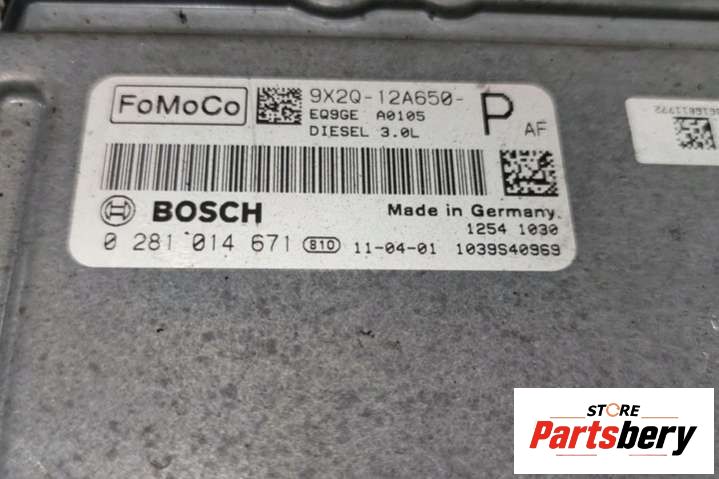 FoMoCo
9X2Q-12A650-
P
AF
EQ9GE A0105
DIESEL 3.0L
BOSCH
Made in Germany.
1254 1030
0 281 014 671 810 11-04-01 1039S40969
STORE
Partsbery